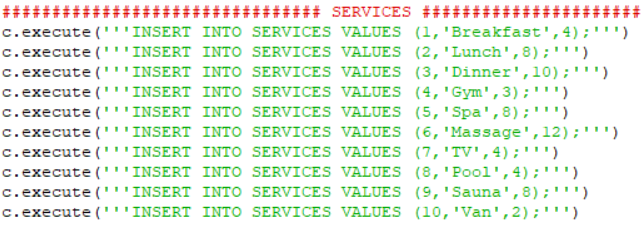 ############################## SERVICES #####################
c.execute('''INSERT INTO SERVICES VALUES (1,'Breakfast',4);''')
c.execute('''INSERT INTO SERVICES VALUES (2,'Lunch',8);''')
c.execute('''INSERT INTO SERVICES VALUES (3,'Dinner',10);''')
c.execute('''INSERT INTO SERVICES VALUES (4,'Gym',3);''')
c.execute('''INSERT INTO SERVICES VALUES (5,'Spa',8);''')
c.execute('''INSERT INTO SERVICES VALUES (6,'Massage',12);''')
c.execute('''INSERT INTO SERVICES VALUES (7,'TV',4);''')
c.execute('''INSERT INTO SERVICES VALUES (8,'Pool',4);''')
c.execute('''INSERT INTO SERVICES VALUES (9,'Sauna',8);''')
c.execute('''INSERT INTO SERVICES VALUES (10,'Van',2);''')